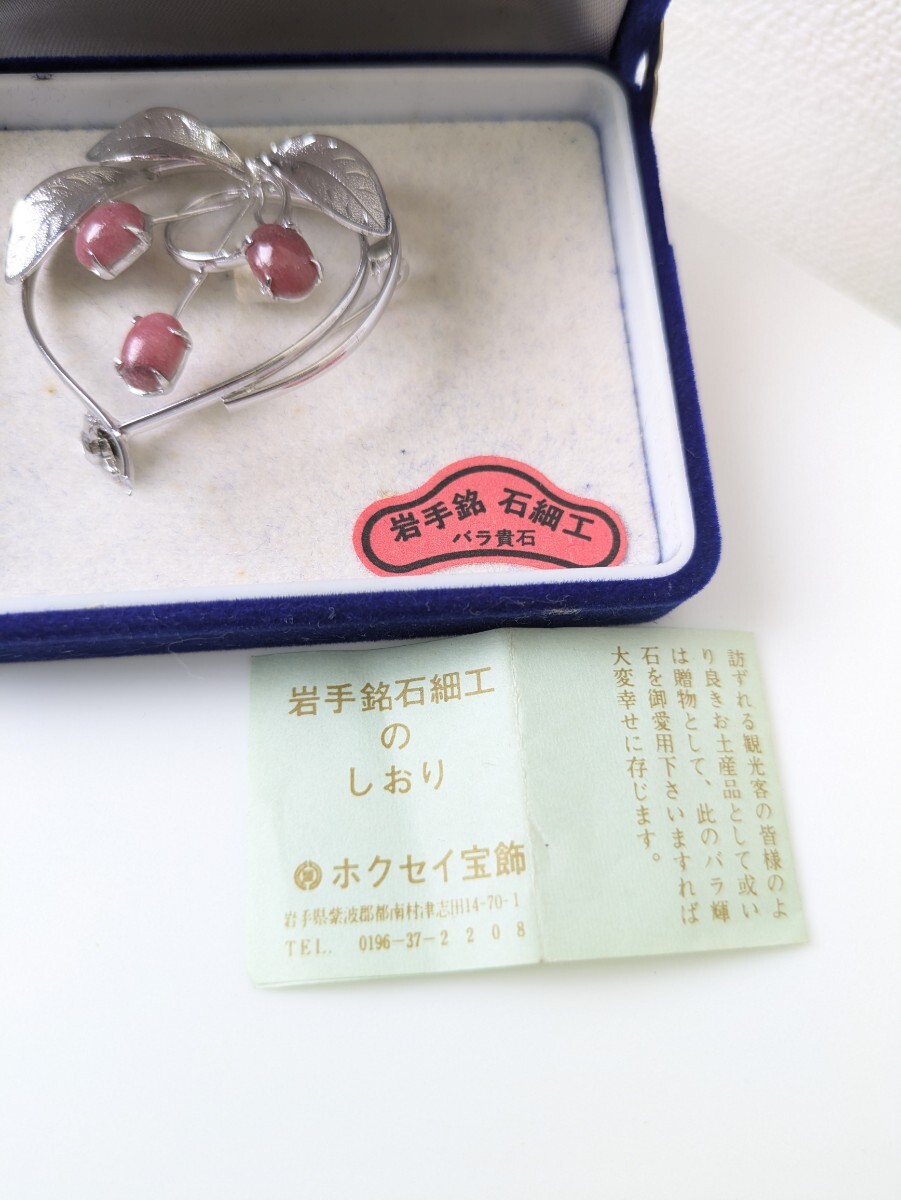 岩手銘 石細工
バラ貴石
岩手銘石細工
の
しおり
ホクセイ宝飾
岩手県紫波郡都南村津志田14-70-1
TEL. 0196-37-2208
訪ずれる観光客の皆様のよ
り良きお土産品として或い
は贈物として、此のバラ輝
石を御愛用下さいますれば
大変幸せに存じます。